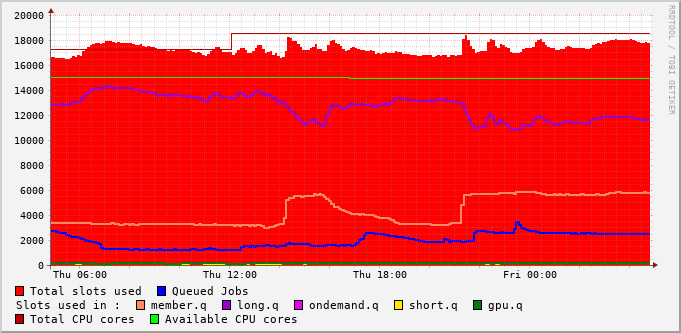 20000
18000
16000
14000
12000
10000
8000
6000
4000
2000
0
Thu 06:00 Thu 12:00 Thu 18:00 Fri 00:00
RRDTOOL / TOBI OETIKER
Total slots used Queued Jobs
Slots used in : member.q long.q ondemand.q short.q gpu.q
Total CPU cores Available CPU cores